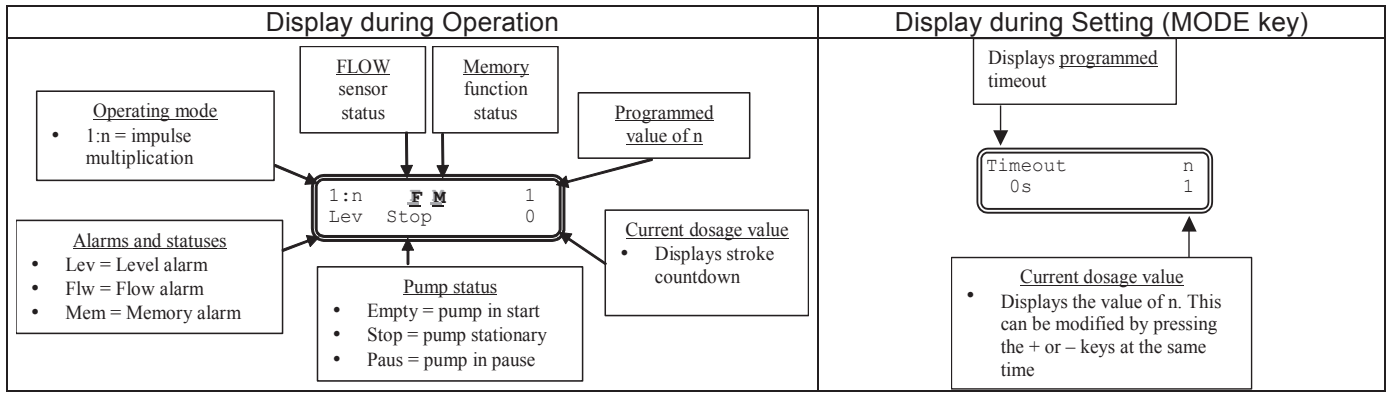 Display during Operation
Display during Setting (MODE key)
FLOW
sensor
status
Memory
function
status
Operating mode
• 1:n = impulse
multiplication
Programmed
value of n
1:n F M 1
Lev Stop 0
Alarms and statuses
• Lev = Level alarm
• Flw = Flow alarm
• Mem = Memory alarm
Pump status
• Empty = pump in start
• Stop = pump stationary
• Paus = pump in pause
Current dosage value
• Displays stroke
countdown
Displays programmed
timeout
Timeout n
0s 1
Current dosage value
• Displays the value of n. This
can be modified by pressing
the + or – keys at the same
time